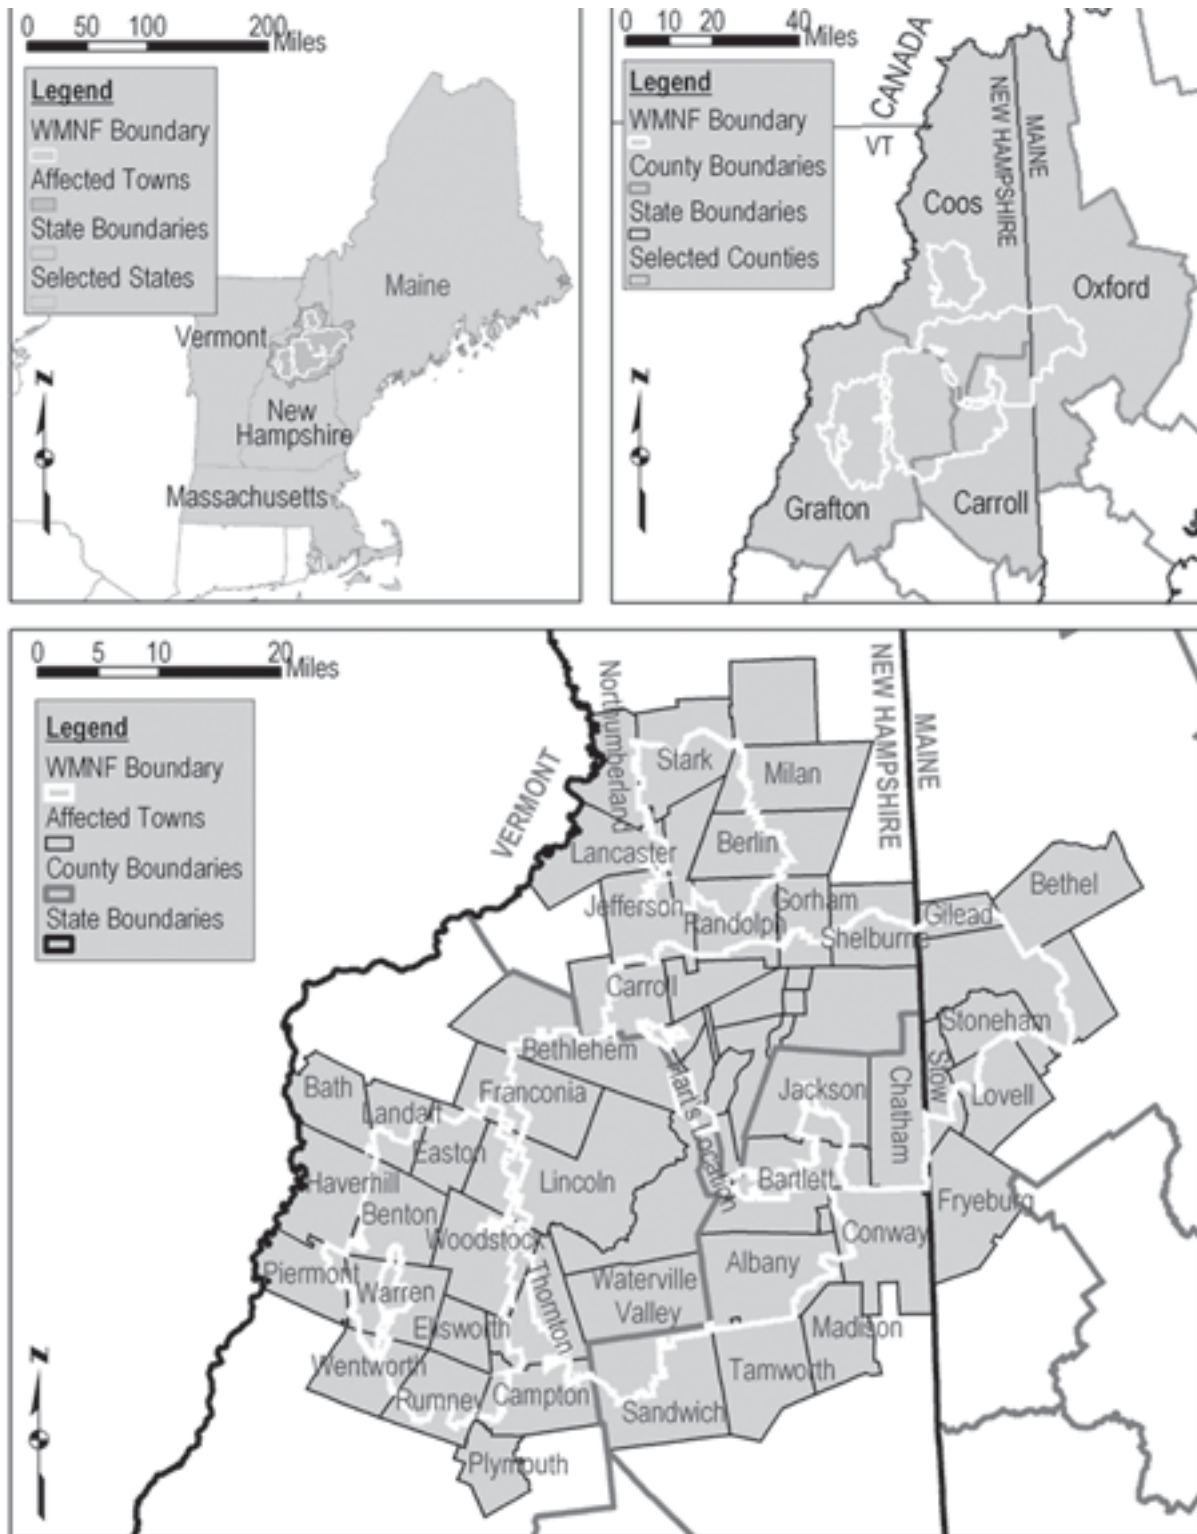 0 50 100 200
Miles
Legend
WMNF Boundary
Affected Towns
State Boundaries
Selected States
Maine
Vermont
New
Hampshire
Massachusetts
N
0 10 20 40
Miles
Legend
WMNF Boundary
County Boundaries
State Boundaries
Selected Counties
CANADA
VT
NEW HAMPSHIRE
MAINE
Coos
Oxford
Grafton
Carroll
N
0 5 10 20
Miles
Legend
WMNF Boundary
Affected Towns
County Boundaries
State Boundaries
VERMONT
NEW HAMPSHIRE
MAINE
Northumberland
Stark
Milan
Berlin
Lancaster
Jefferson
Randolph
Gorham
Shelburne
Gilead
Bethel
Carroll
Stoneham
Bethlehem
Stow
Lovell
Bath
Landaff
Franconia
Hart's Location
Jackson
Chatham
Easton
Haverhill
Lincoln
Bartlett
Fryeburg
Benton
Woodstock
Conway
Piermont
Warren
Thornton
Waterville
Valley
Albany
Ellsworth
Madison
Wentworth
Rumney
Campton
Tamworth
Sandwich
Plymouth
N